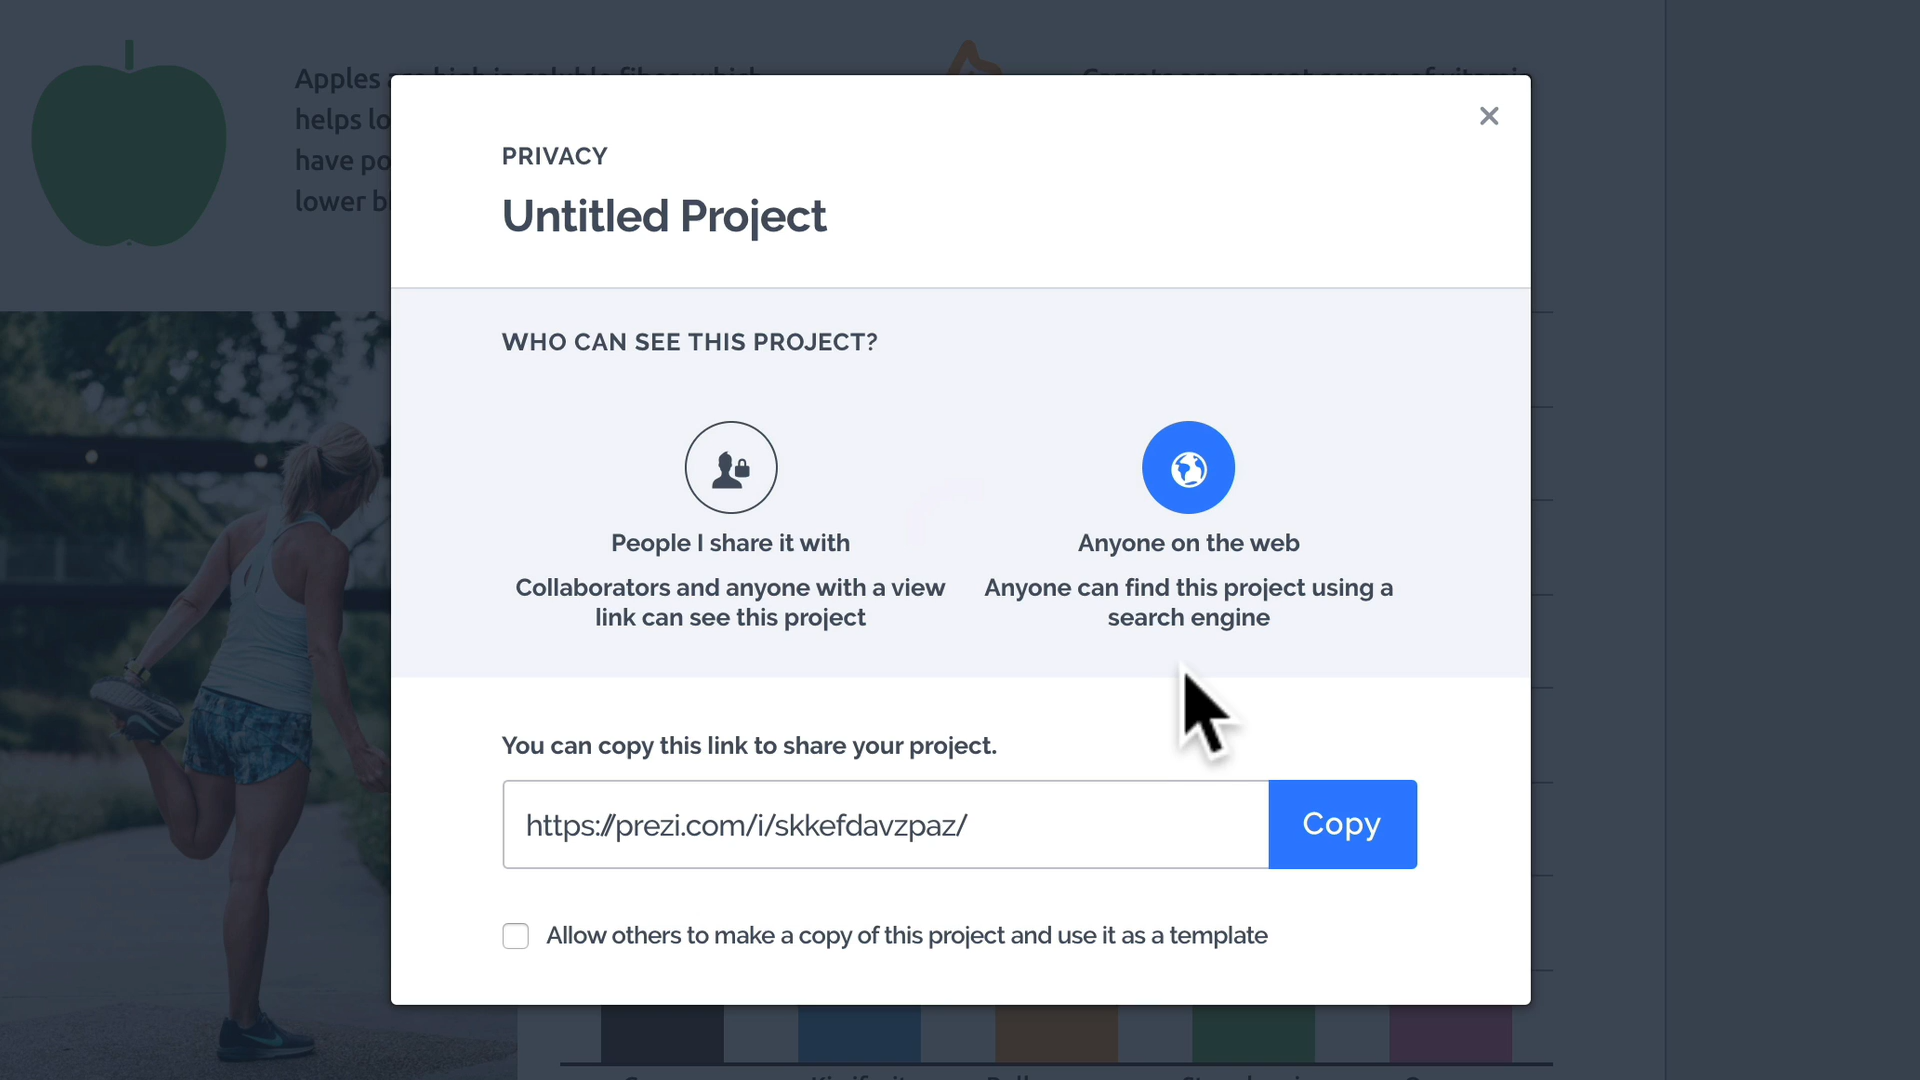 Apples
helps lo
have po
lower b
PRIVACY
Untitled Project
WHO CAN SEE THIS PROJECT?
People I share it with
Collaborators and anyone with a view
link can see this project
Anyone on the web
Anyone can find this project using a
search engine
You can copy this link to share your project.
https://prezi.com/i/skkefdavzpaz/
Copy
Allow others to make a copy of this project and use it as a template